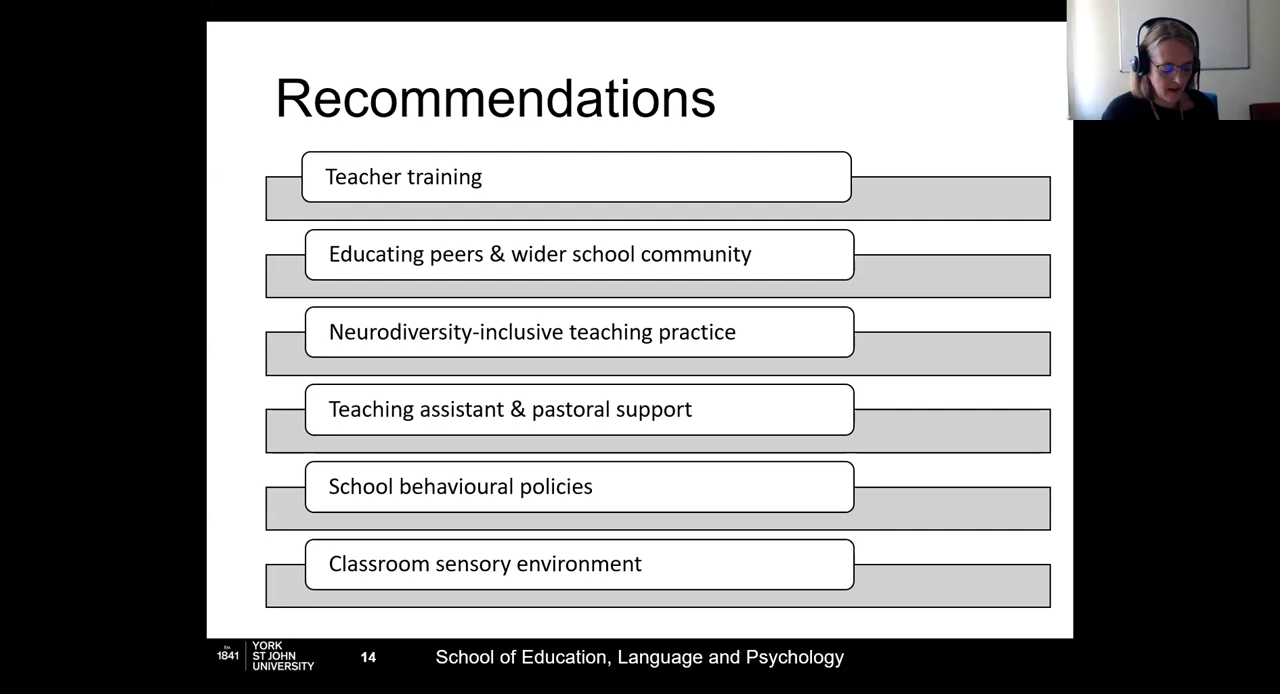 Recommendations
Teacher training
Educating peers & wider school community
Neurodiversity-inclusive teaching practice
Teaching assistant & pastoral support
School behavioural policies
Classroom sensory environment
Est.
1841
YORK
ST JOHN
UNIVERSITY
14
School of Education, Language and Psychology